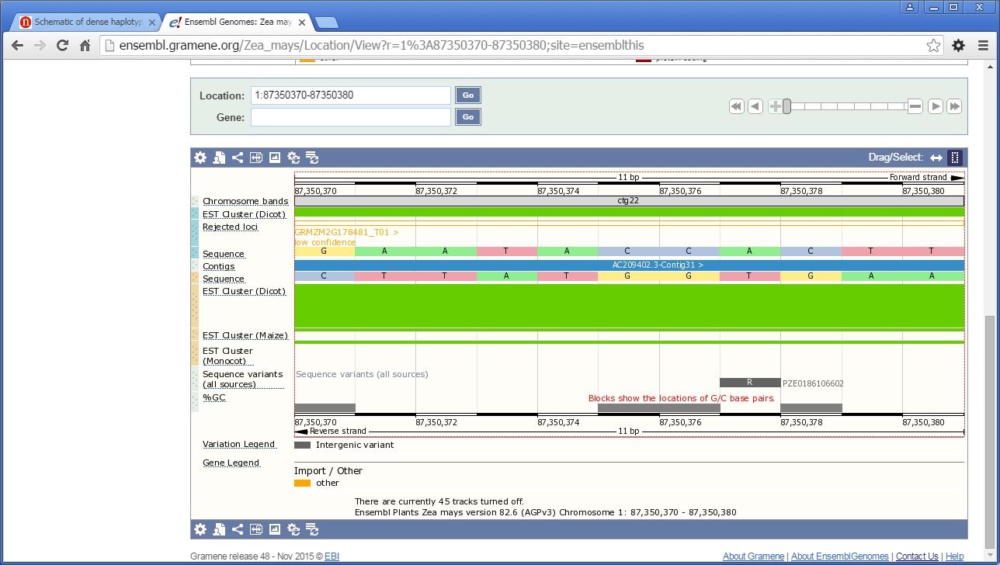 Schematic of dense haplotyp
Ensembl Genomes: Zea may
ensembl.gramene.org/Zea_mays/Location/View?r=1%3A87350370-87350380;site=ensemblthis
other protein coding
Location: 1:87350370-87350380 Go
Gene: Go
Drag/Select:
11 bp Forward strand
87,350,370 87,350,372 87,350,374 87,350,376 87,350,378 87,350,380
Chromosome bands ctg22
EST Cluster (Dicot)
Rejected loci
GRMZM2G178481_T01 >
low confidence
Sequence G A A T A C C A C T T
Contigs AC209402.3-Contig31 >
Sequence C T T A T G G T G A A
EST Cluster (Dicot)
EST Cluster (Maize)
EST Cluster
(Monocot)
Sequence variants Sequence variants (all sources)
(all sources) R PZE0186106602
%GC Blocks show the locations of G/C base pairs.
87,350,370 87,350,372 87,350,374 87,350,376 87,350,378 87,350,380
Reverse strand 11 bp
Variation Legend Intergenic variant
Gene Legend
Import / Other
other
There are currently 45 tracks turned off.
Ensembl Plants Zea mays version 82.6 (AGPv3) Chromosome 1: 87,350,370 - 87,350,380
Gramene release 48 - Nov 2015 © EBI About Gramene | About EnsemblGenomes | Contact Us | Help